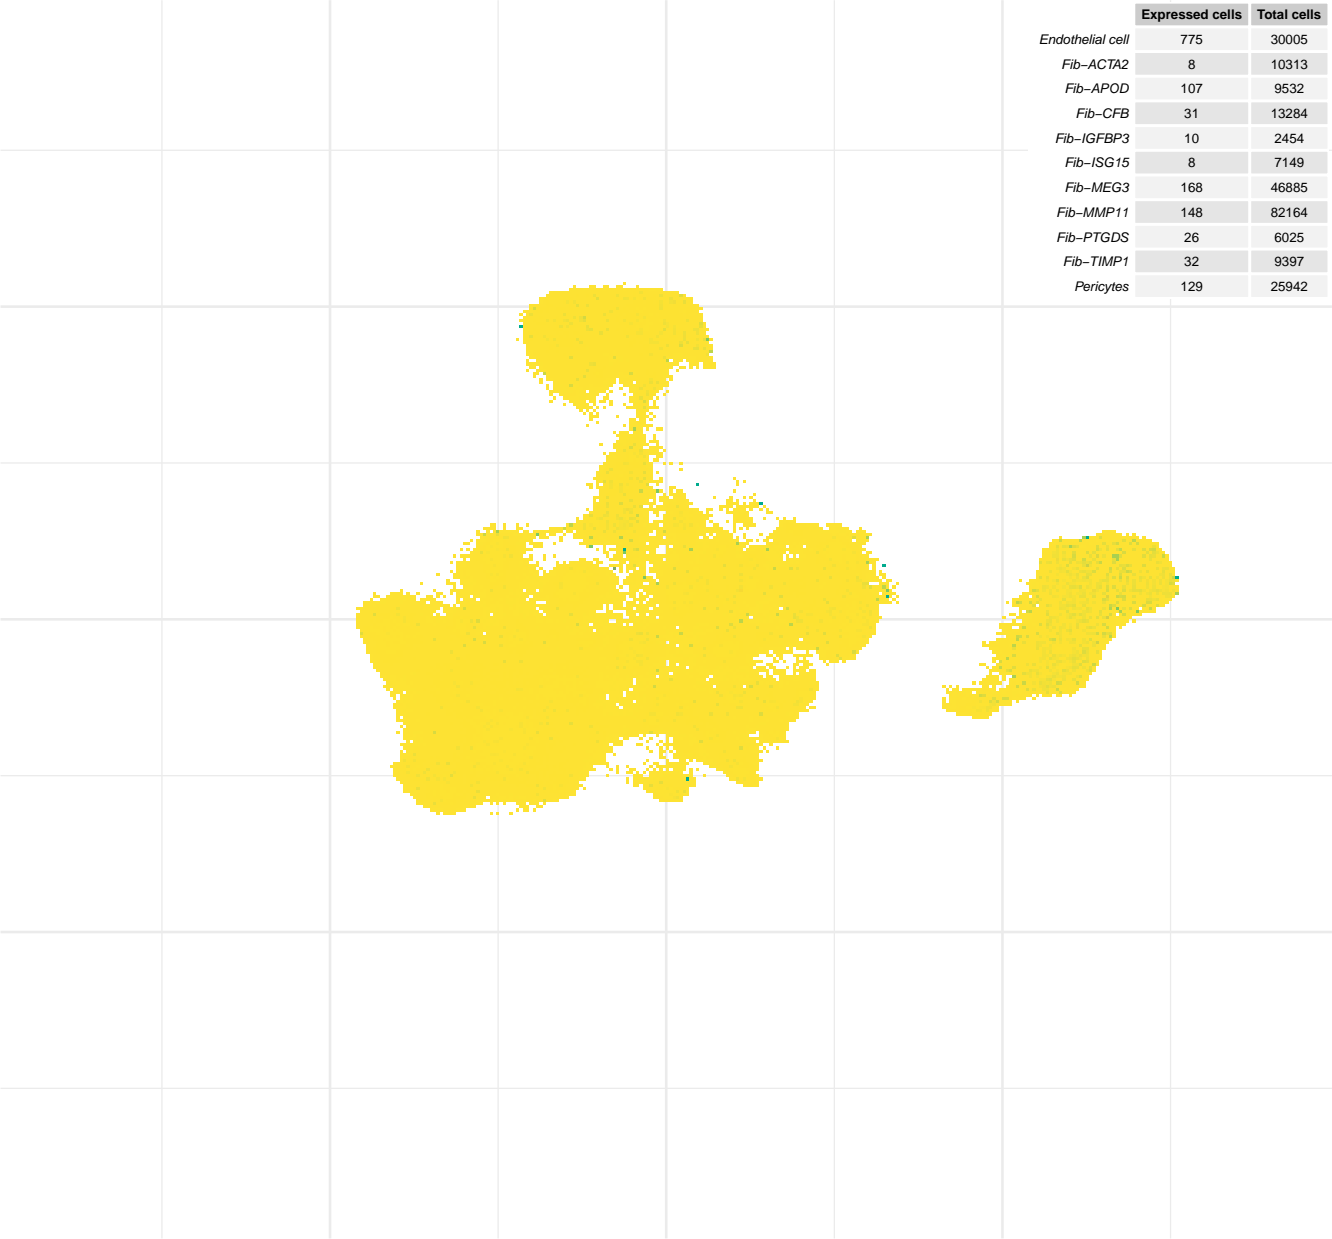 Expressed cells Total cells
Endothelial cell 775 30005
Fib−ACTA2 8 10313
Fib−APOD 107 9532
Fib−CFB 31 13284
Fib−IGFBP3 10 2454
Fib−ISG15 8 7149
Fib−MEG3 168 46885
Fib−MMP11 148 82164
Fib−PTGDS 26 6025
Fib−TIMP1 32 9397
Pericytes 129 25942